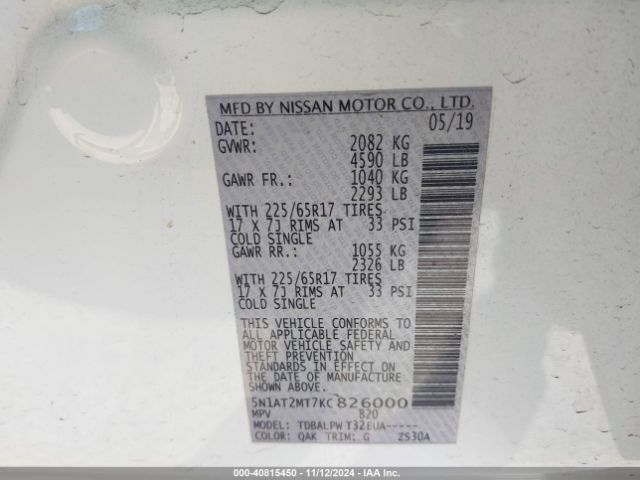 MFD BY NISSAN MOTOR CO., LTD.
DATE: 05/19
GVWR: 2082 KG
4590 LB
GAWR FR.: 1040 KG
2293 LB
WITH 225/65R17 TIRES
17 X 7J RIMS AT 33 PSI
COLD SINGLE
GAWR RR.: 1055 KG
2326 LB
WITH 225/65R17 TIRES
17 X 7J RIMS AT 33 PSI
COLD SINGLE
THIS VEHICLE CONFORMS TO
ALL APPLICABLE FEDERAL
MOTOR VEHICLE SAFETY AND
THEFT PREVENTION
STANDARDS IN EFFECT ON
THE DATE OF MANUFACTURE
5N1AT2MT7KC826000
MPV 820
MODEL: TDBALPW T32EUA-----
COLOR: QAK TRIM: G ZS30A
000-40815450 - 11/12/2024 - IAAI.COM